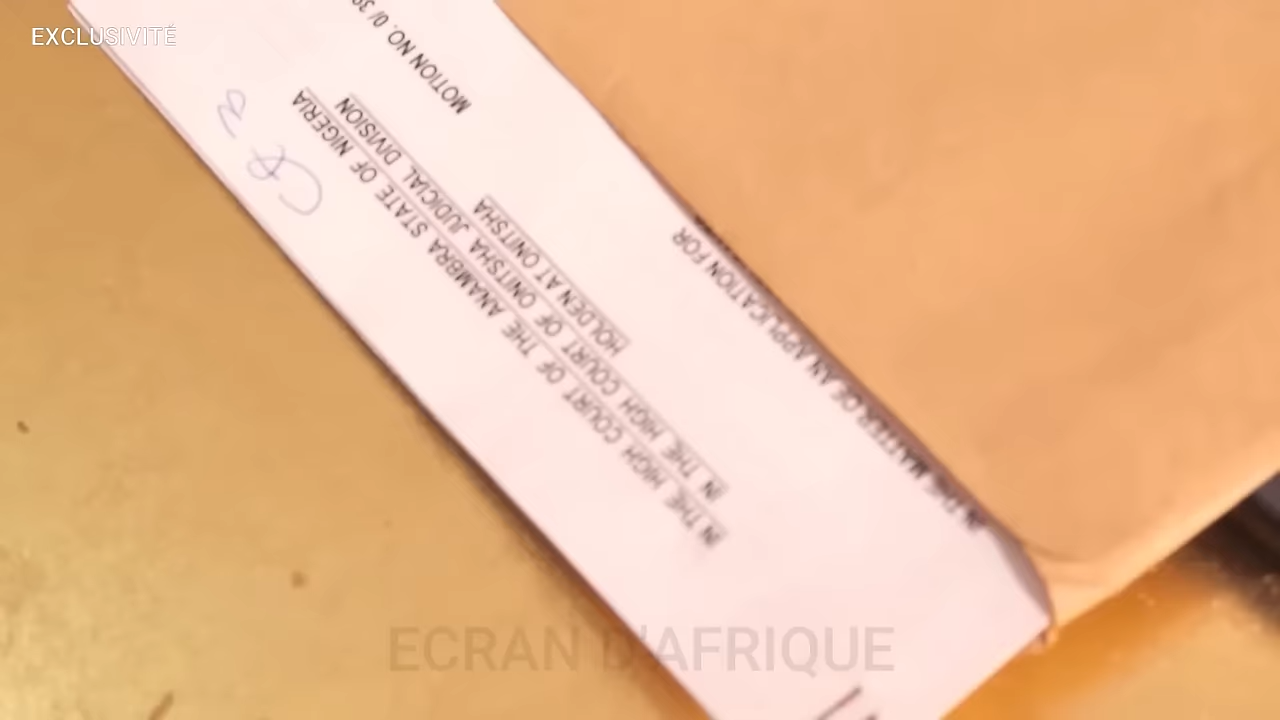 EXCLUSIVITÉ
IN THE HIGH COURT OF THE ANAMBRA STATE OF NIGERIA
IN THE HIGH COURT OF ONITSHA JUDICIAL DIVISION
HOLDEN AT ONITSHA
MOTION NO. 0/
IN THE MATTER OF AN APPLICATION FOR
ECRAN D'AFRIQUE